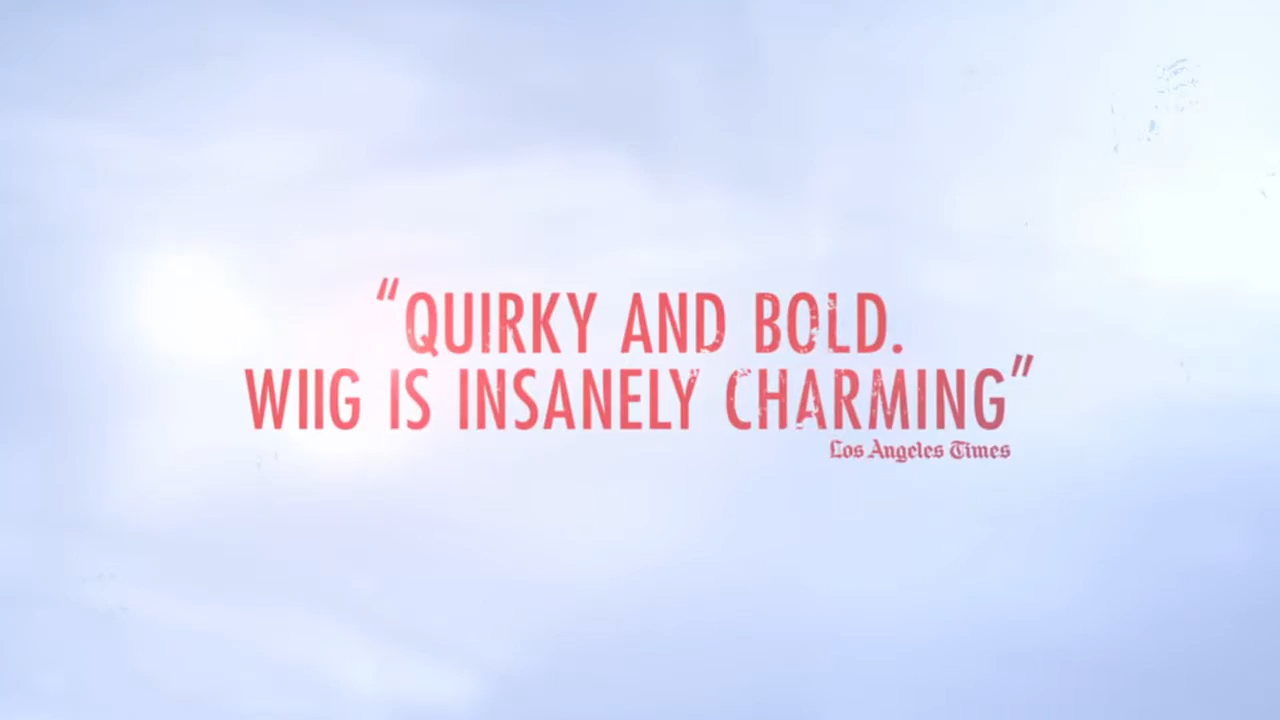 “QUIRKY AND BOLD.
WIIG IS INSANELY CHARMING”
Los Angeles Times